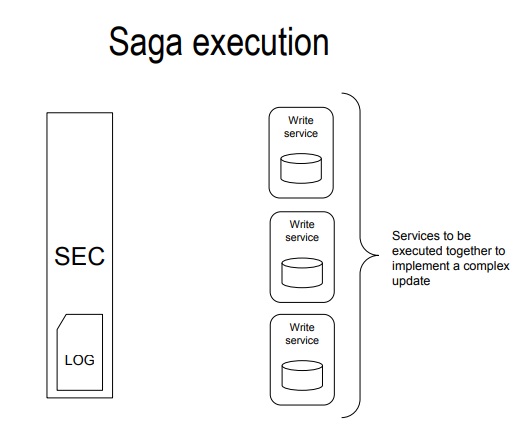 Saga execution
Write
service
SEC
Write
service
Services to be
executed together to
implement a complex
update
Write
service
LOG